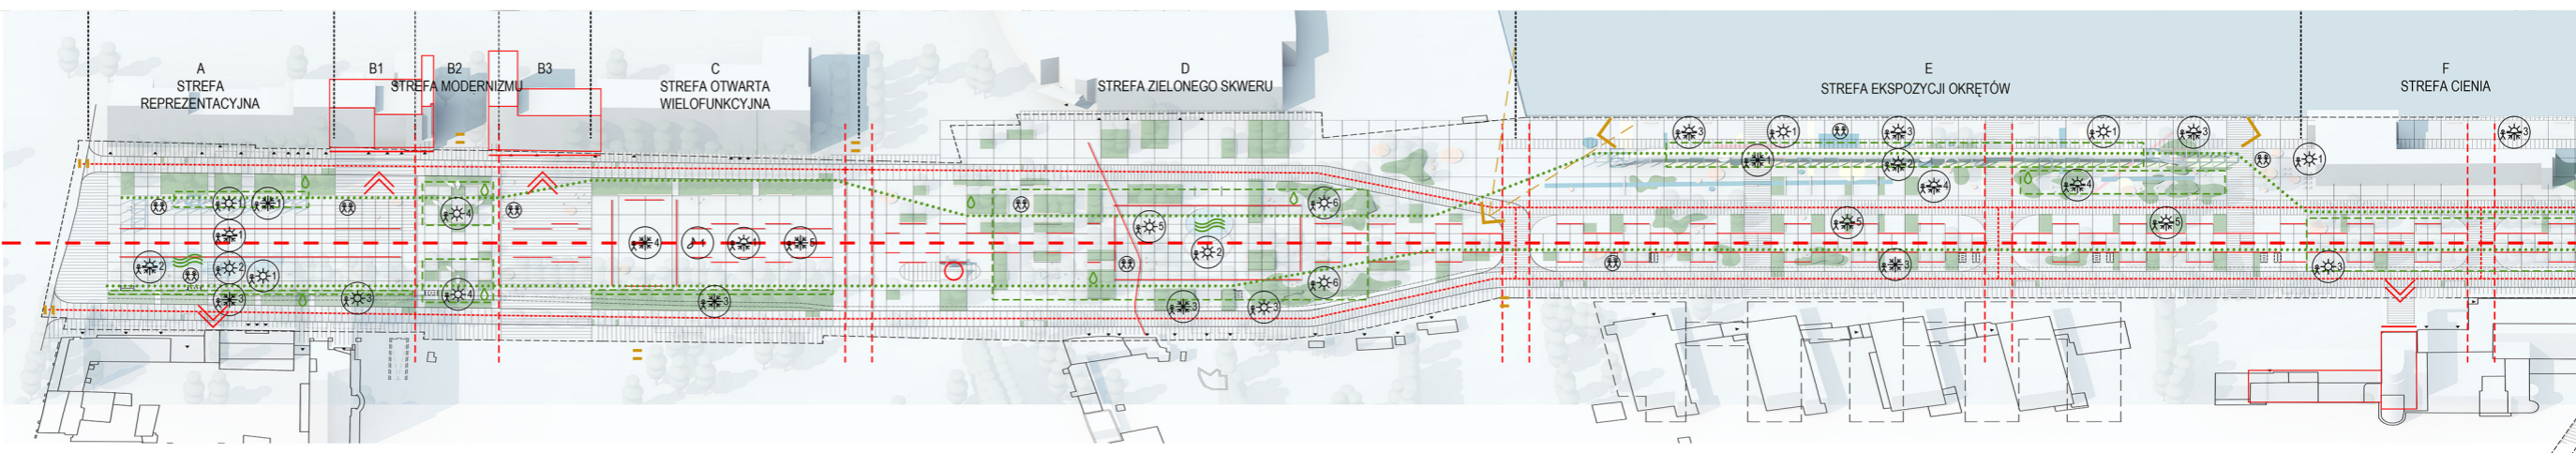 A
STREFA
REPREZENTACYJNA
B1
B2
B3
STREFA MODERNIZMU
C
STREFA OTWARTA
WIELOFUNKCYJNA
D
STREFA ZIELONEGO SKWERU
E
STREFA EKSPOZYCJI OKRĘTÓW
F
STREFA CIENIA